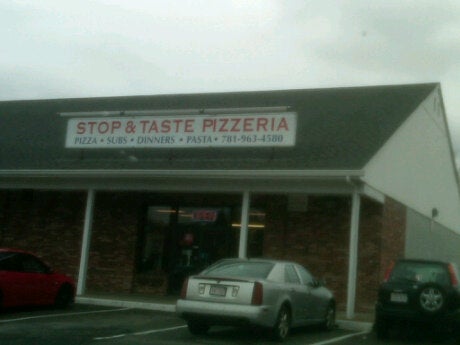 STOP & TASTE PIZZERIA
PIZZA • SUBS • DINNERS • PASTA • 781-963-4580